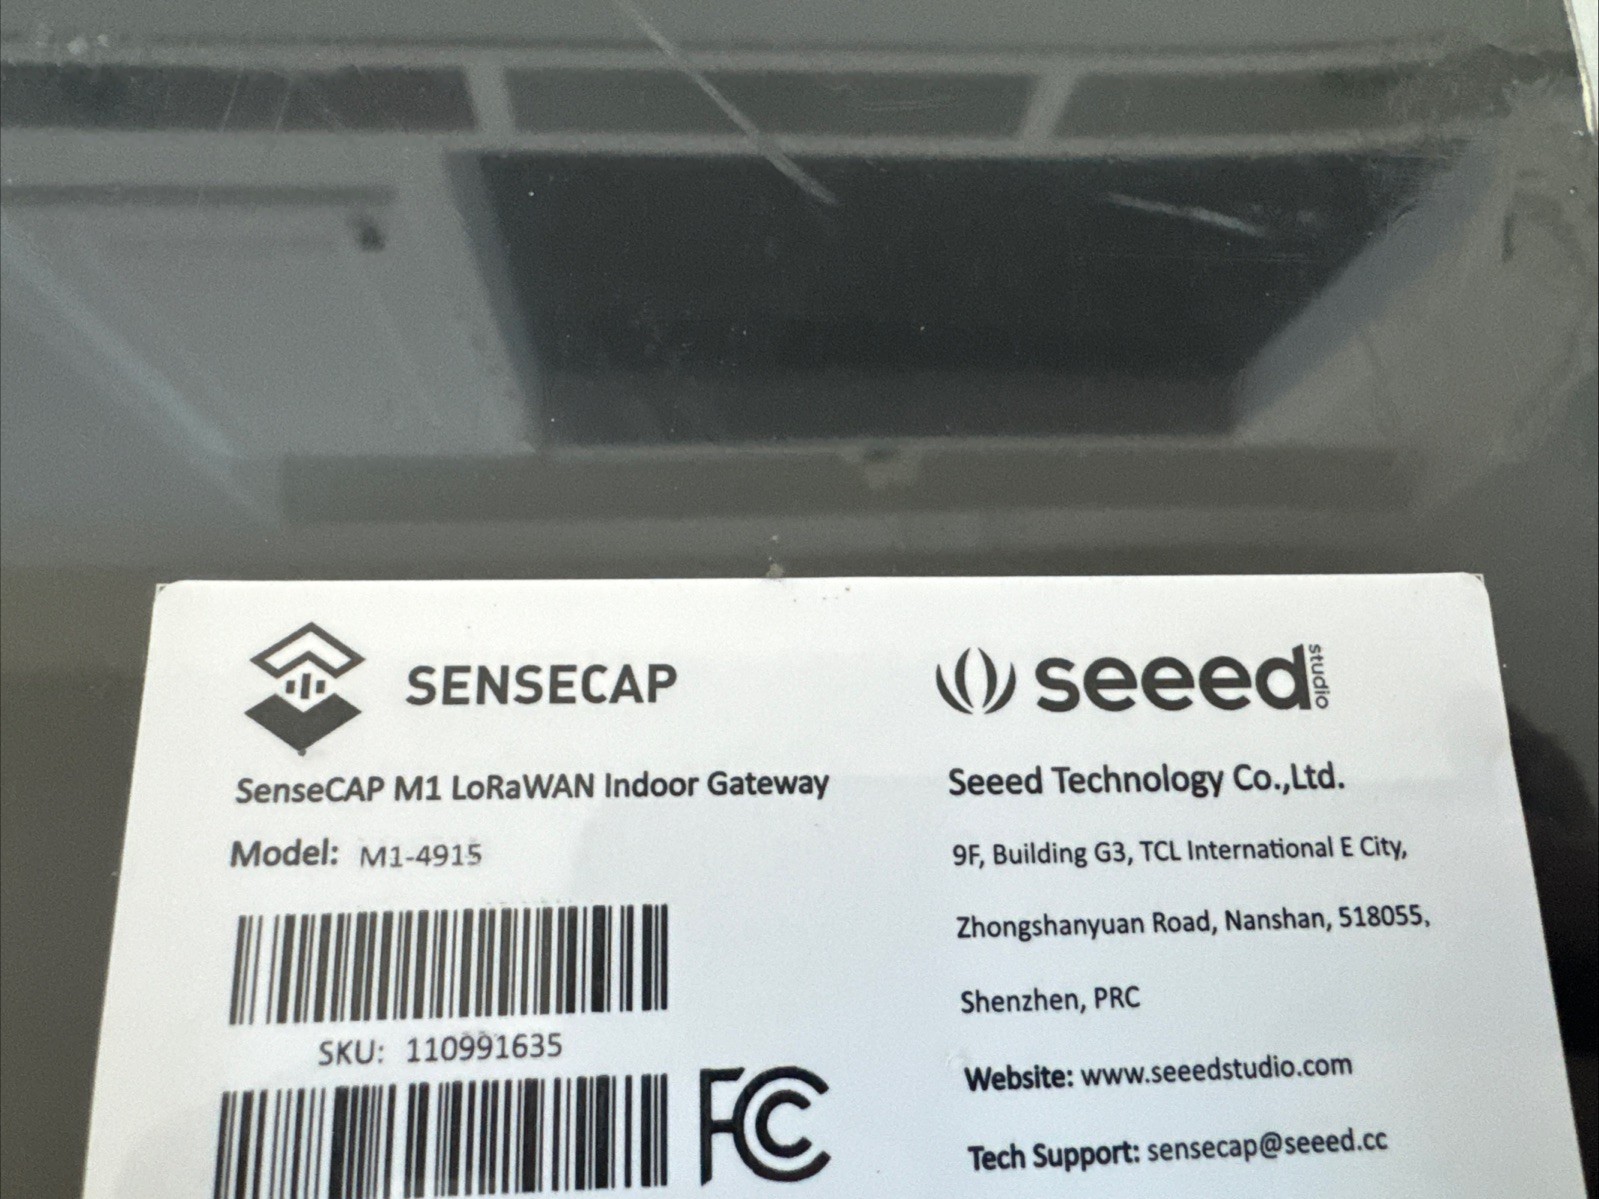 SENSECAP
SenseCAP M1 LoRaWAN Indoor Gateway
Model: M1-4915
SKU: 110991635
FC
seeed studio
Seeed Technology Co.,Ltd.
9F, Building G3, TCL International E City,
Zhongshanyuan Road, Nanshan, 518055,
Shenzhen, PRC
Website: www.seeedstudio.com
Tech Support: sensecap@seeed.cc